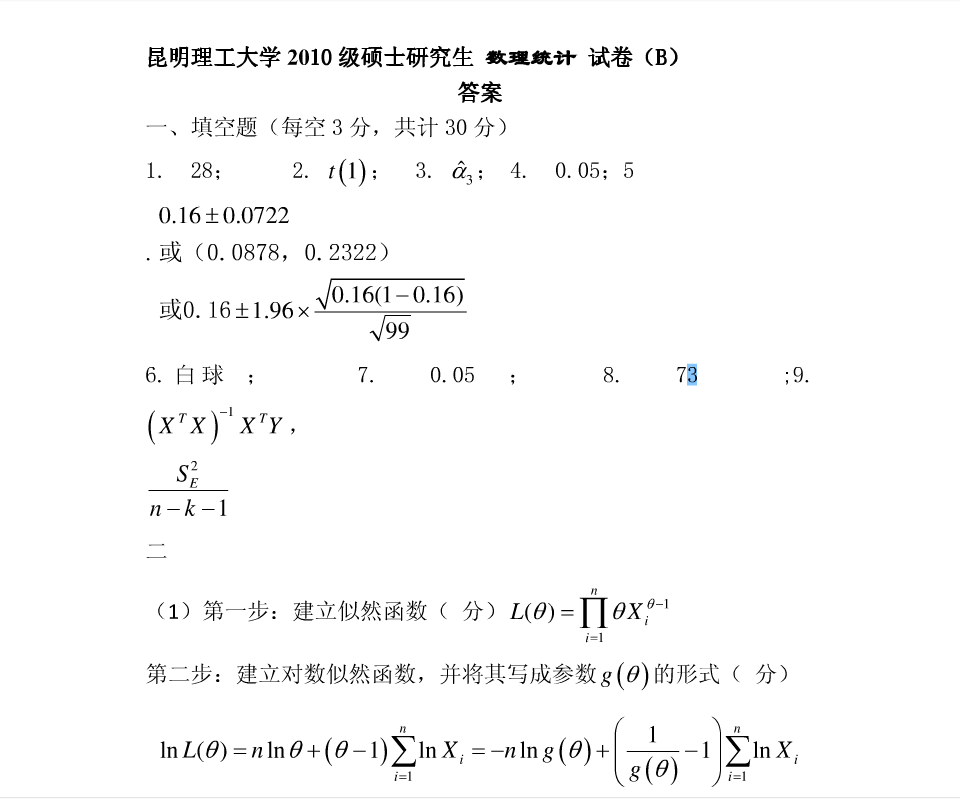 昆明理工大学 2010 级硕士研究生 数理统计 试卷（B）
答案
一、填空题（每空 3 分，共计 30 分）
1. 28； 2. t(1)； 3. α̂₃； 4. 0.05；5
0.16±0.0722
.或（0.0878，0.2322）
或0.16±1.96×√0.16(1−0.16)/√99
6. 白 球 ； 7. 0.05 ； 8. 73 ;9.
(XᵀX)⁻¹XᵀY，
S_E²/(n−k−1)
二
（1）第一步：建立似然函数（ 分）L(θ)=∏_{i=1}^{n}θX_i^{θ−1}
第二步：建立对数似然函数，并将其写成参数g(θ)的形式（ 分）
ln L(θ)=n ln θ+(θ−1)∑_{i=1}^{n}ln X_i=−n ln g(θ)+(1/g(θ)−1)∑_{i=1}^{n}ln X_i